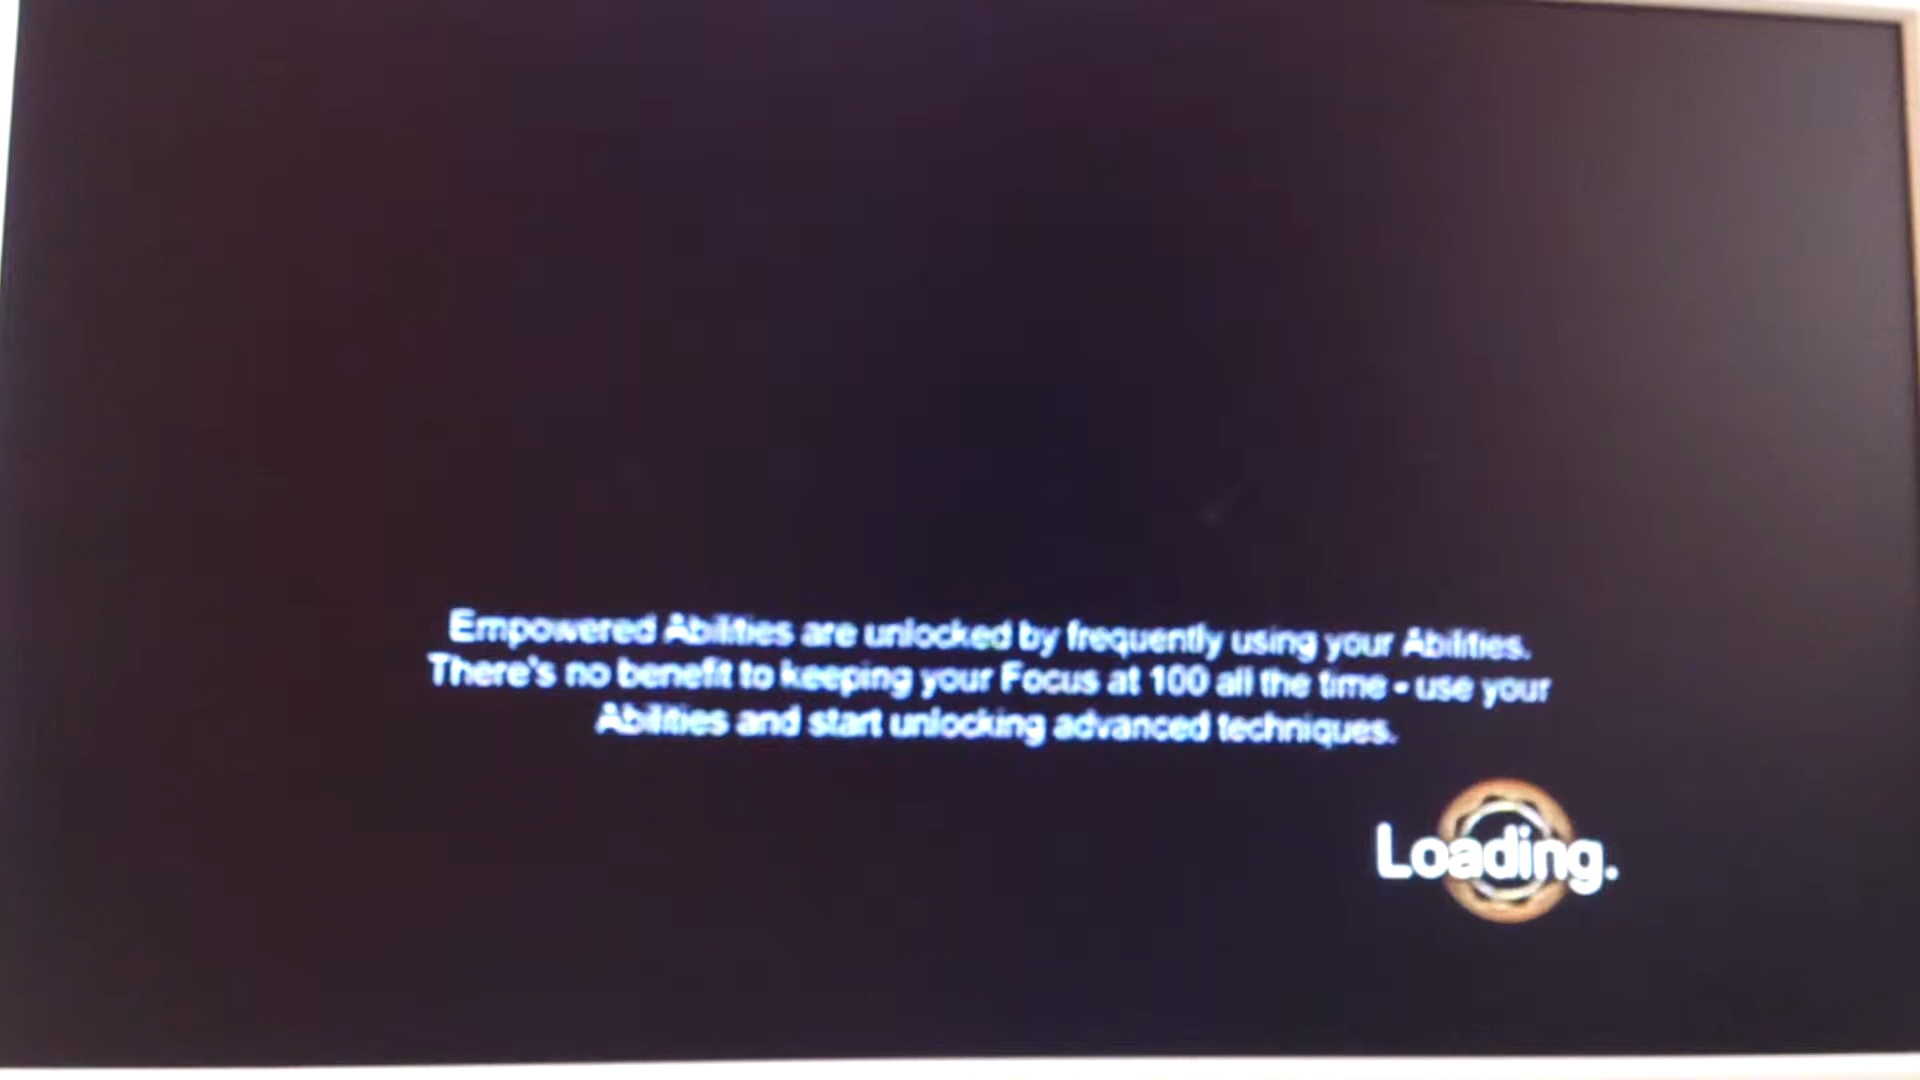 Empowered Abilities are unlocked by frequently using your Abilities.
There's no benefit to keeping your Focus at 100 all the time - use your
Abilities and start unlocking advanced techniques.
Loading.